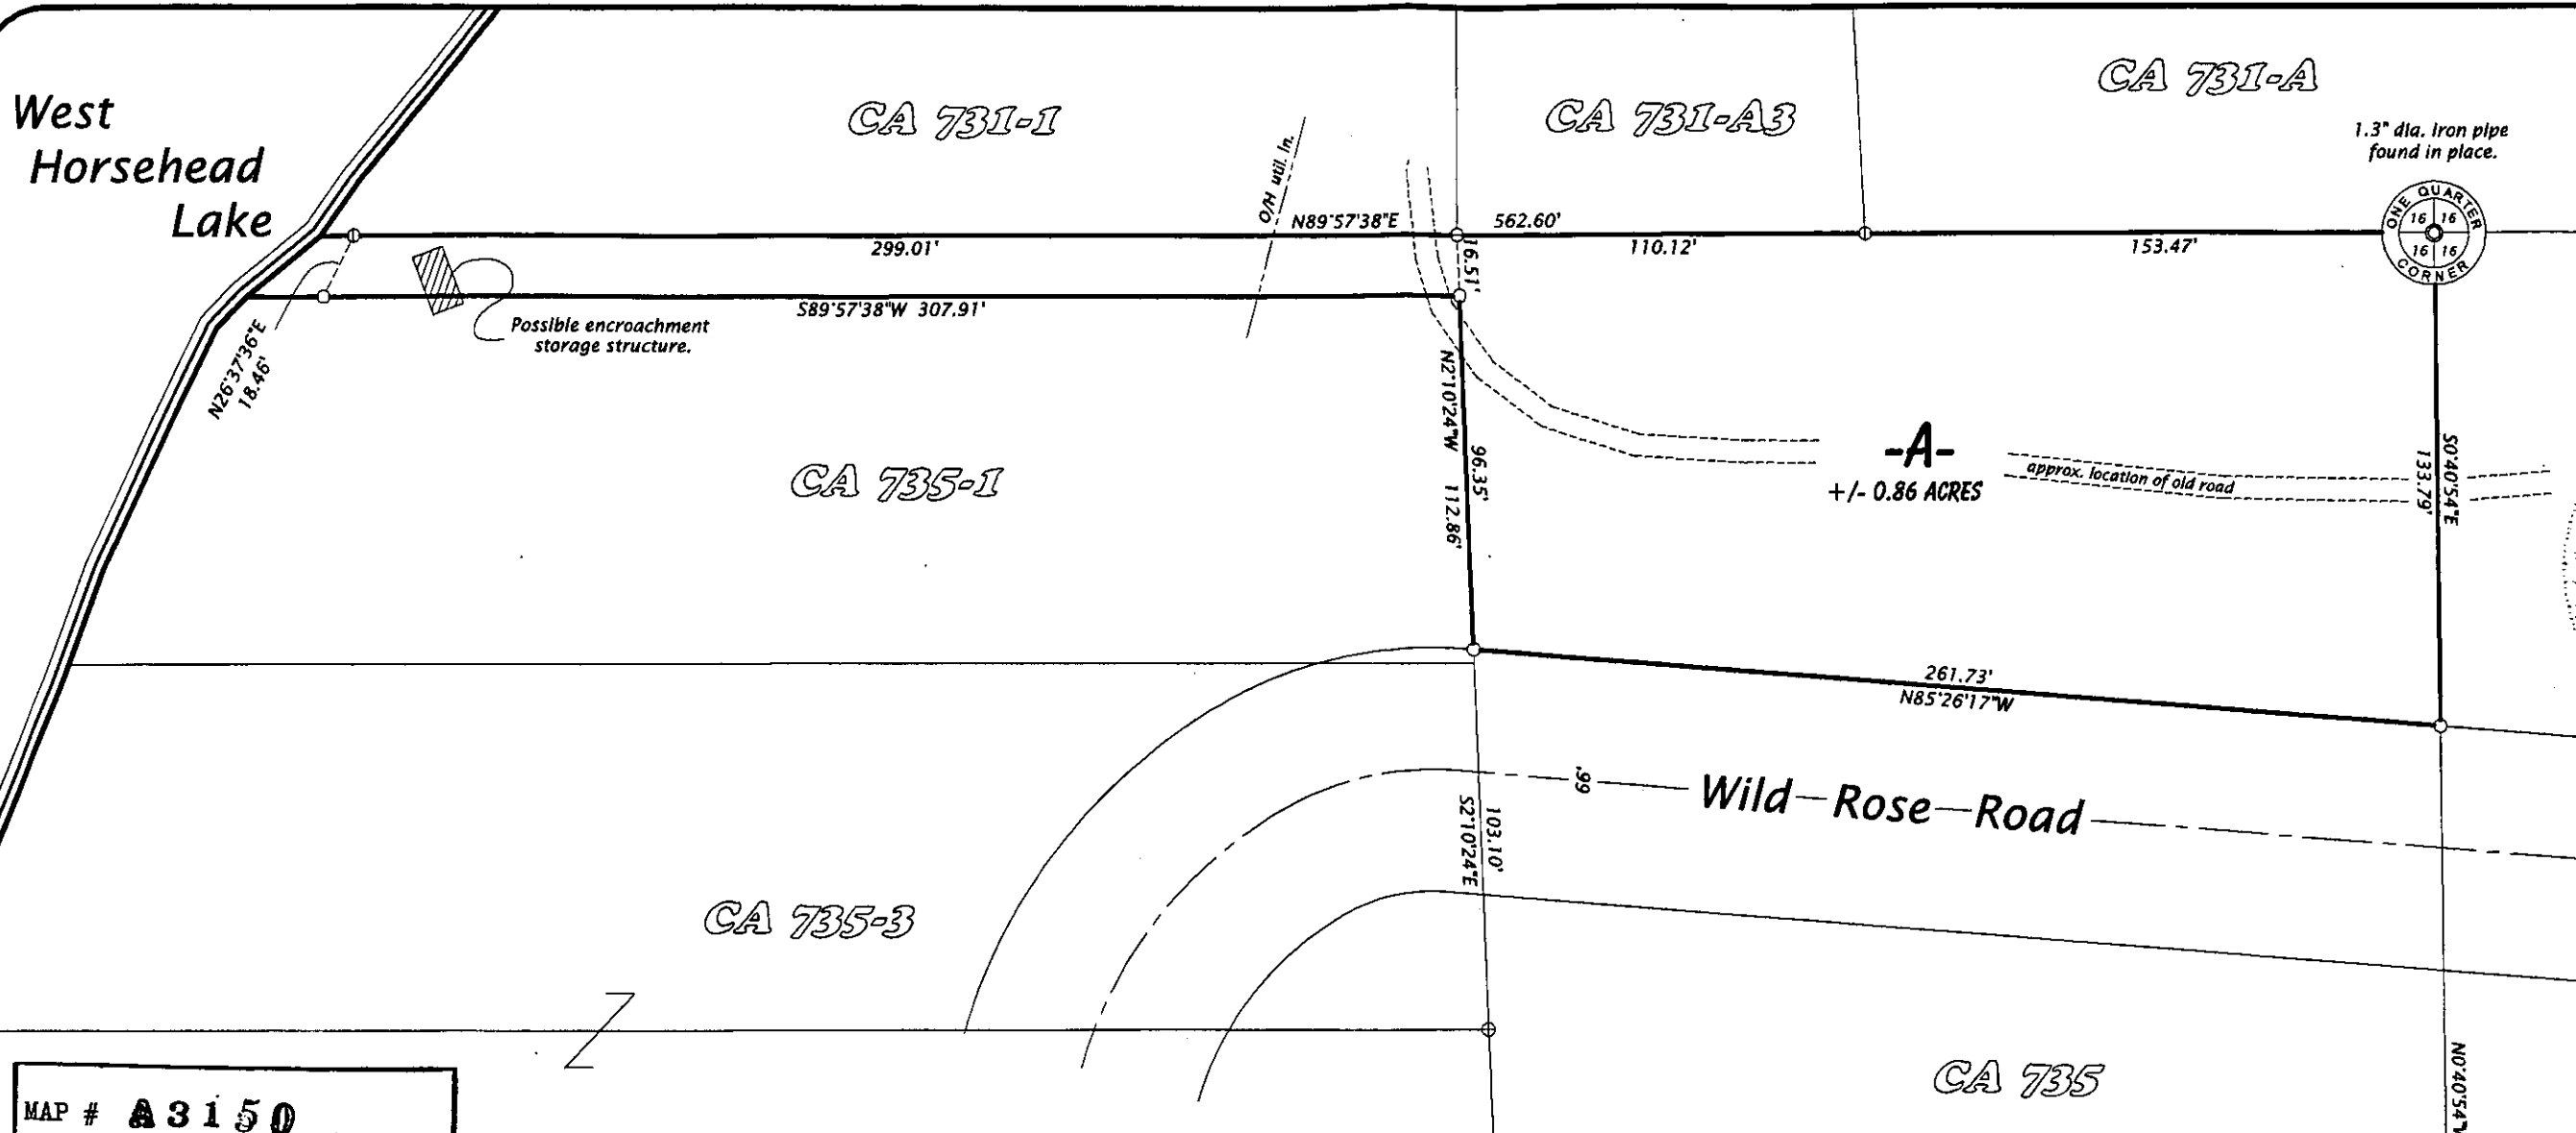 West
Horsehead
Lake
CA 731-1
CA 731-A3
CA 731-A
1.3" dia. iron pipe
found in place.
ONE QUARTER
16 16
16 16
CORNER
O/H util. ln.
N89°57'38"E 562.60'
299.01'
110.12'
153.47'
16.51'
S89°57'38"W 307.91'
Possible encroachment
storage structure.
N26°37'36"E
18.46'
N2°10'24"W 112.86'
96.35'
CA 735-1
-A-
+/- 0.86 ACRES
approx. location of old road
S0°40'54"E
133.79'
261.73'
N85°26'17"W
66'
Wild Rose Road
103.10'
S2°10'24"E
CA 735-3
CA 735
N0°40'54"W
MAP # A3150